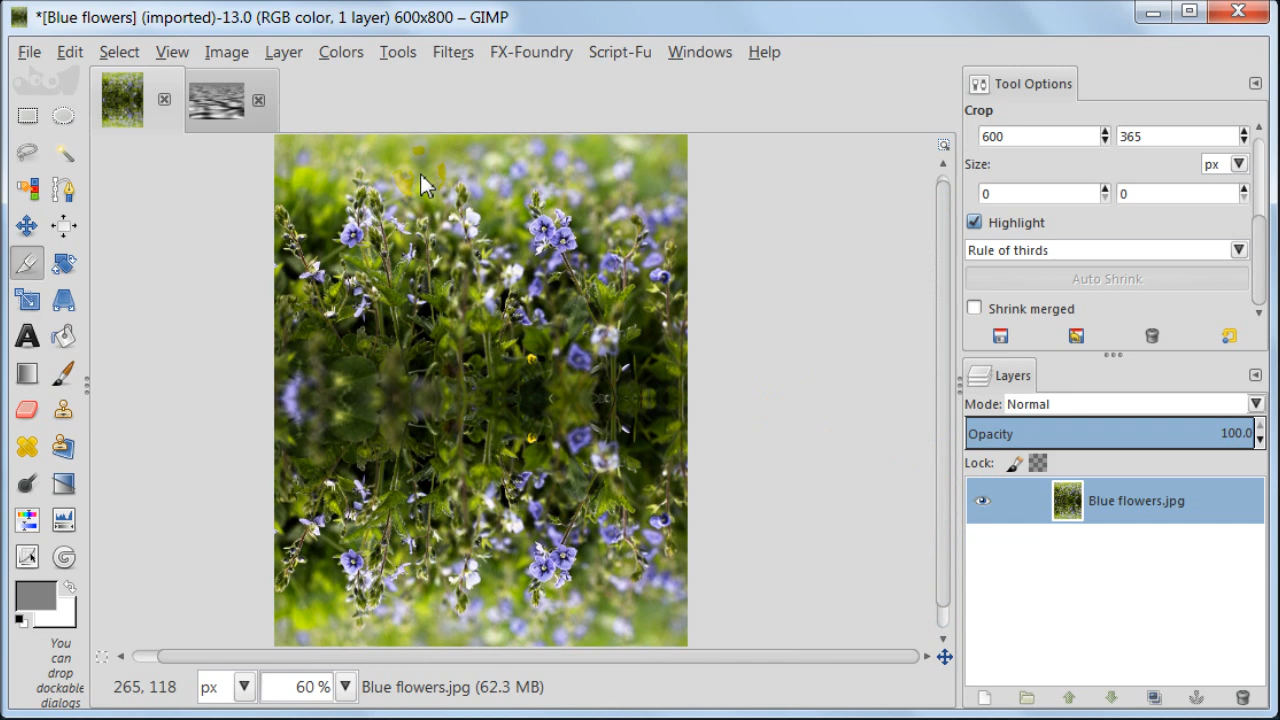 *[Blue flowers] (imported)-13.0 (RGB color, 1 layer) 600x800 – GIMP
File Edit Select View Image Layer Colors Tools Filters FX-Foundry Script-Fu Windows Help
Tool Options
Crop
600 365
Size: px
0 0
Highlight
Rule of thirds
Auto Shrink
Shrink merged
Layers
Mode: Normal
Opacity 100.0
Lock:
Blue flowers.jpg
You
can
drop
dockable
dialogs
265, 118 px 60 % Blue flowers.jpg (62.3 MB)